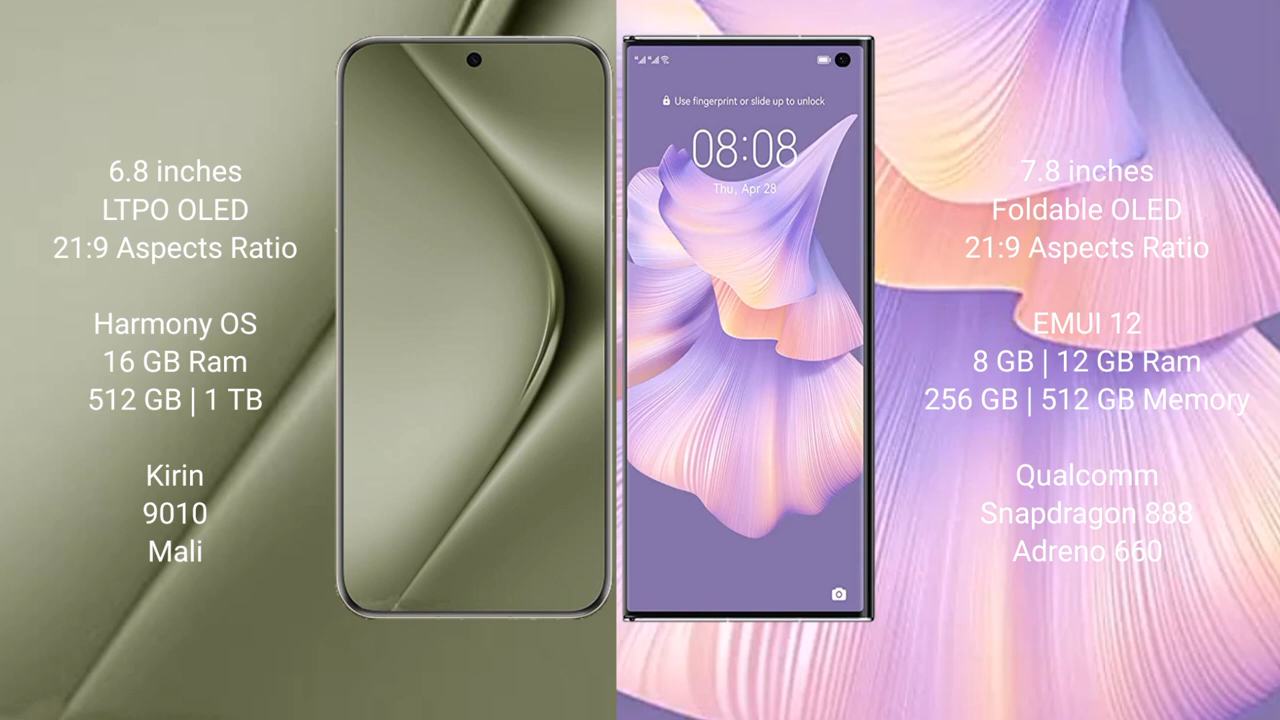 6.8 inches
LTPO OLED
21:9 Aspects Ratio
Harmony OS
16 GB Ram
512 GB | 1 TB
Kirin
9010
Mali
Use fingerprint or slide up to unlock
08:08
Thu, Apr 28
7.8 inches
Foldable OLED
21:9 Aspects Ratio
EMUI 12
8 GB | 12 GB Ram
256 GB | 512 GB Memory
Qualcomm
Snapdragon 888
Adreno 660